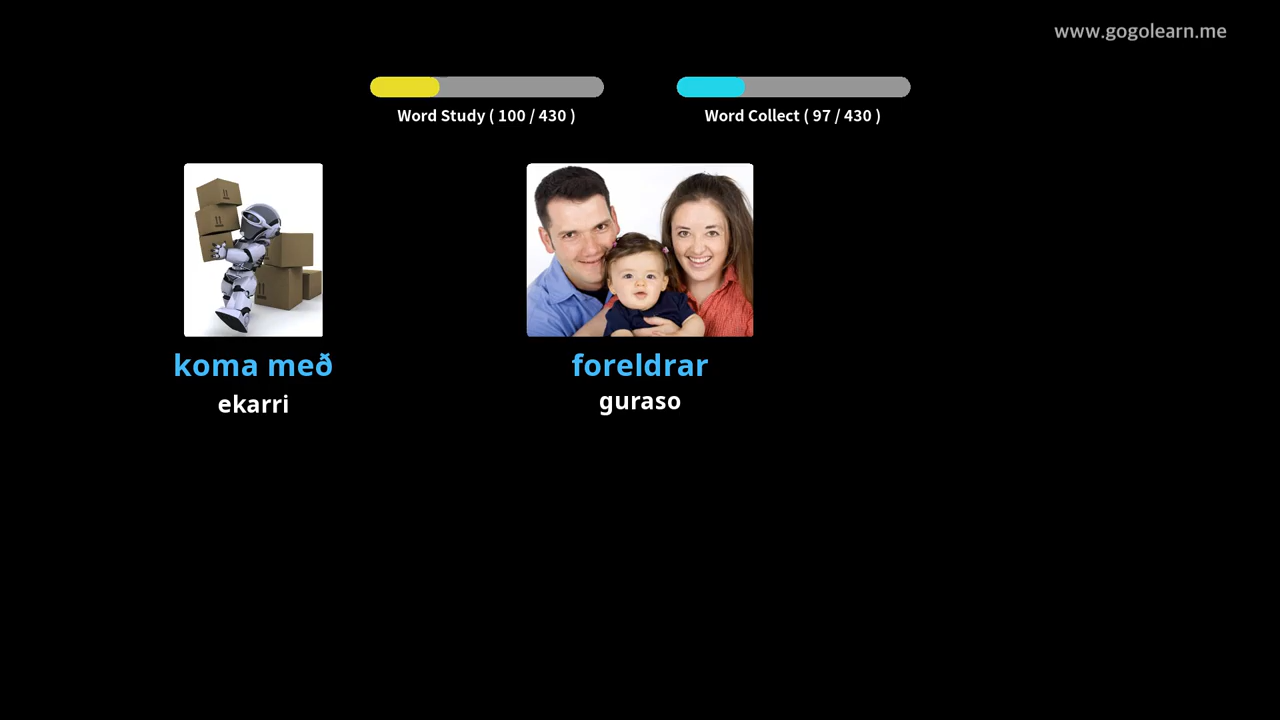 www.gogolearn.me
Word Study ( 100 / 430 )
Word Collect ( 97 / 430 )
koma með
ekarri
foreldrar
guraso